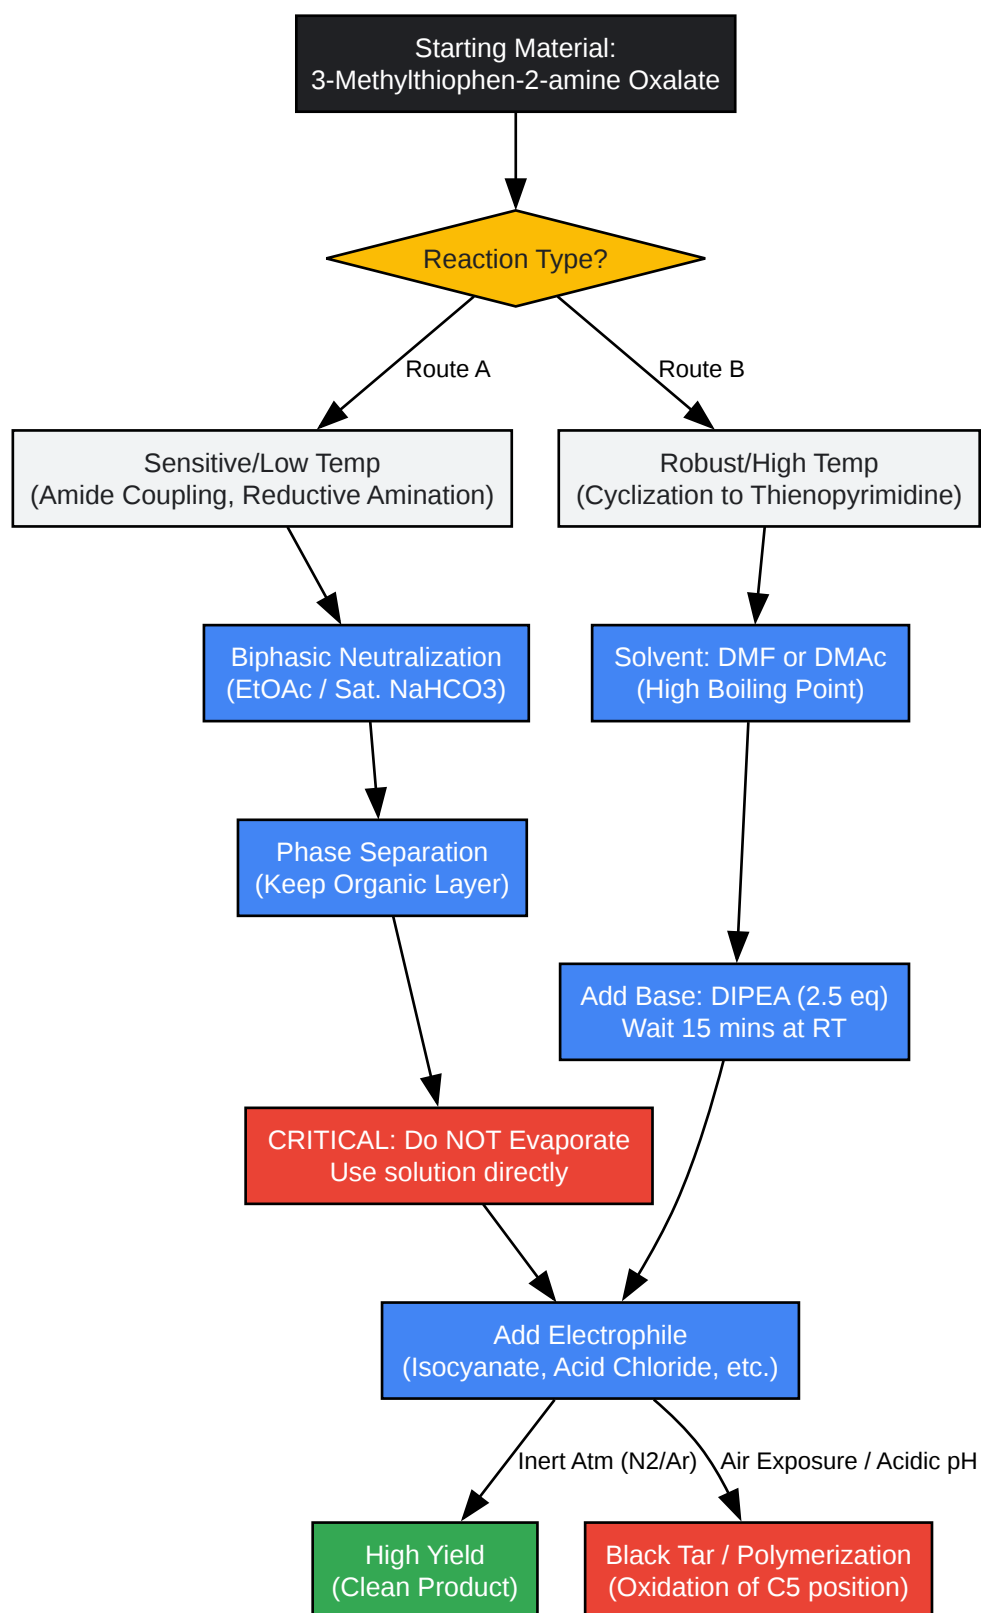 Starting Material:
3-Methylthiophen-2-amine Oxalate
Reaction Type?
Route A
Route B
Sensitive/Low Temp
(Amide Coupling, Reductive Amination)
Robust/High Temp
(Cyclization to Thienopyrimidine)
Biphasic Neutralization
(EtOAc / Sat. NaHCO3)
Solvent: DMF or DMAc
(High Boiling Point)
Phase Separation
(Keep Organic Layer)
Add Base: DIPEA (2.5 eq)
Wait 15 mins at RT
CRITICAL: Do NOT Evaporate
Use solution directly
Add Electrophile
(Isocyanate, Acid Chloride, etc.)
Inert Atm (N2/Ar)
Air Exposure / Acidic pH
High Yield
(Clean Product)
Black Tar / Polymerization
(Oxidation of C5 position)